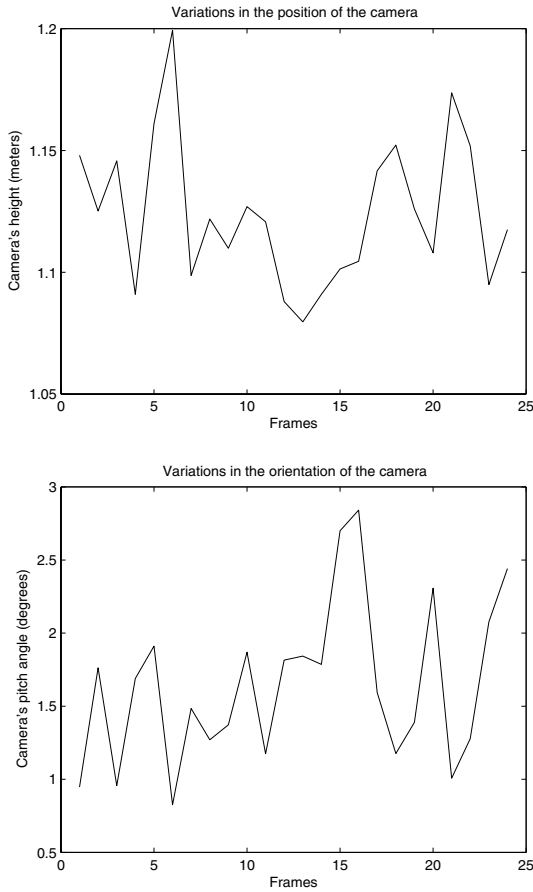 Variations in the position of the camera
1.2
1.15
1.1
1.05
Camera's height (meters)
0 5 10 15 20 25
Frames
Variations in the orientation of the camera
3
2.5
2
1.5
1
0.5
Camera's pitch angle (degrees)
0 5 10 15 20 25
Frames